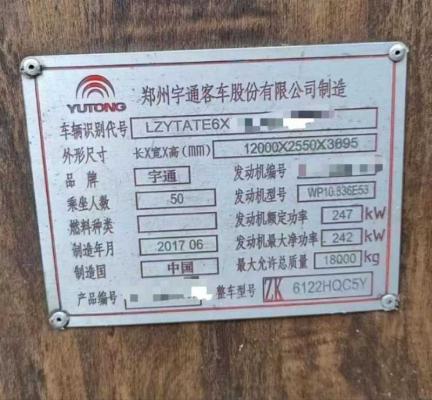 YUTONG 郑州宇通客车股份有限公司制造
车辆识别代号 LZYTATE6X
外形尺寸 长X宽X高(mm) 12000X2550X3695
品牌 宇通 发动机编号
乘坐人数 50 发动机型号 WP10.336E53
燃料种类 发动机额定功率 247 kW
制造年月 2017 06 发动机最大净功率 242 kW
制造国 中国 最大允许总质量 18000 kg
产品编号 整车型号 ZK 6122HQC5Y